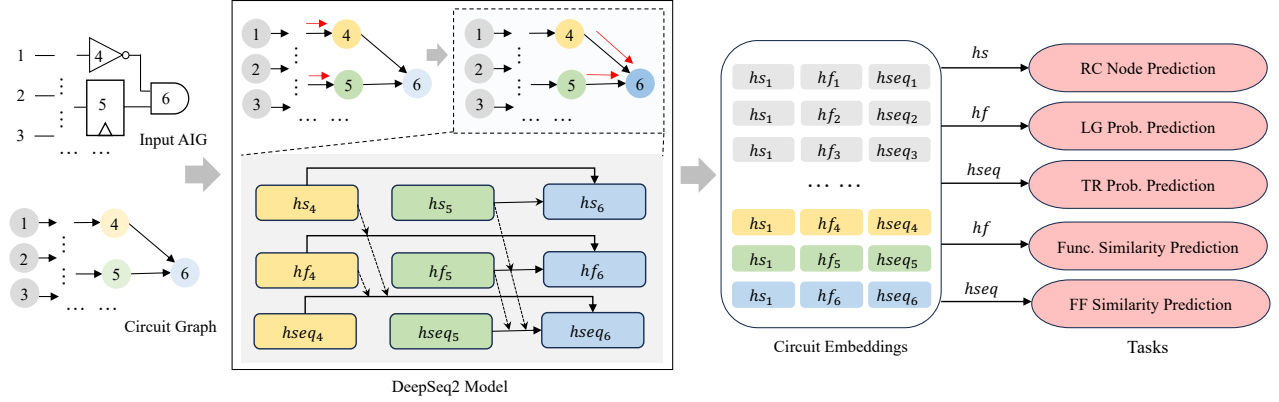 1
2
3
4
5
6
Input AIG
1
2
3
4
5
6
Circuit Graph
1
2
3
4
5
6
1
2
3
4
5
6
hs₄ hs₅ hs₆
hf₄ hf₅ hf₆
hseq₄ hseq₅ hseq₆
DeepSeq2 Model
hs₁ hf₁ hseq₁
hs₁ hf₂ hseq₂
hs₁ hf₃ hseq₃
... ...
hs₁ hf₄ hseq₄
hs₁ hf₅ hseq₅
hs₁ hf₆ hseq₆
Circuit Embeddings
hs
RC Node Prediction
hf
LG Prob. Prediction
hseq
TR Prob. Prediction
hf
Func. Similarity Prediction
hseq
FF Similarity Prediction
Tasks